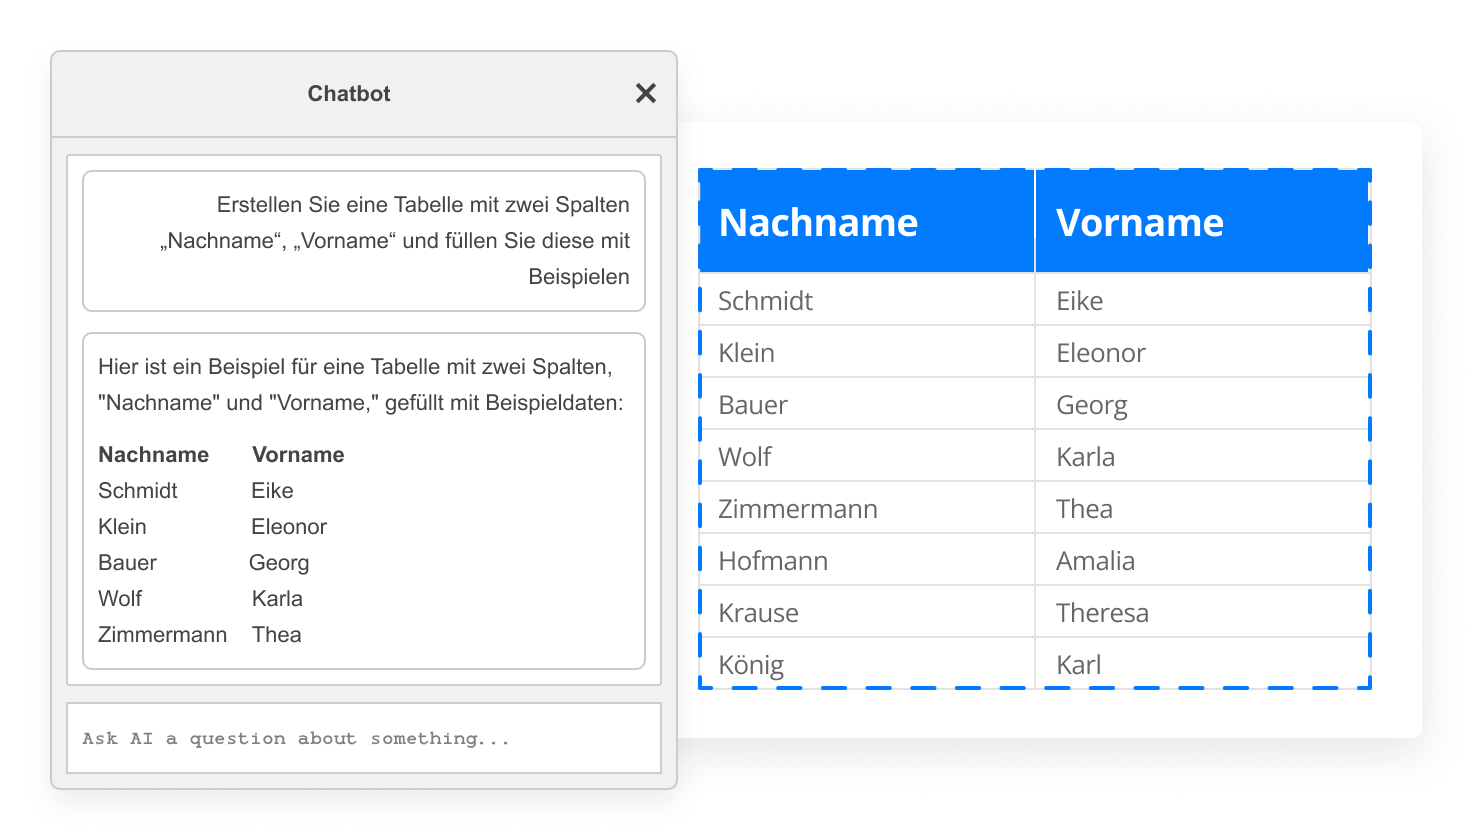 Chatbot
Erstellen Sie eine Tabelle mit zwei Spalten
„Nachname“, „Vorname“ und füllen Sie diese mit
Beispielen
Hier ist ein Beispiel für eine Tabelle mit zwei Spalten,
"Nachname" und "Vorname," gefüllt mit Beispieldaten:
Nachname Vorname
Schmidt Eike
Klein Eleonor
Bauer Georg
Wolf Karla
Zimmermann Thea
Ask AI a question about something...
Nachname Vorname
Schmidt Eike
Klein Eleonor
Bauer Georg
Wolf Karla
Zimmermann Thea
Hofmann Amalia
Krause Theresa
König Karl